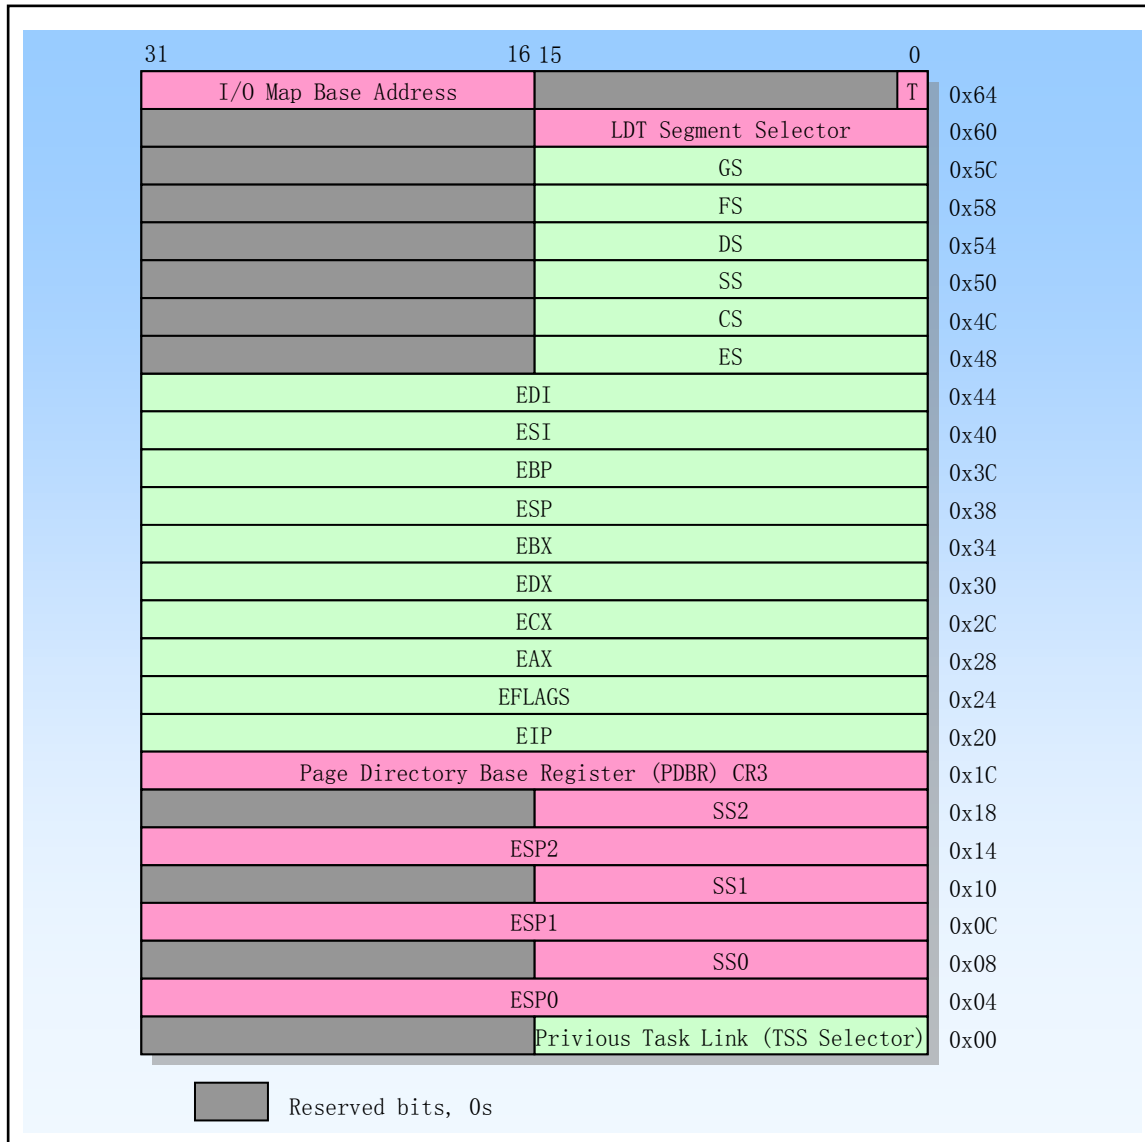 31 16 15 0
I/O Map Base Address T 0x64
LDT Segment Selector 0x60
GS 0x5C
FS 0x58
DS 0x54
SS 0x50
CS 0x4C
ES 0x48
EDI 0x44
ESI 0x40
EBP 0x3C
ESP 0x38
EBX 0x34
EDX 0x30
ECX 0x2C
EAX 0x28
EFLAGS 0x24
EIP 0x20
Page Directory Base Register (PDBR) CR3 0x1C
SS2 0x18
ESP2 0x14
SS1 0x10
ESP1 0x0C
SS0 0x08
ESP0 0x04
Privious Task Link (TSS Selector) 0x00
Reserved bits, 0s